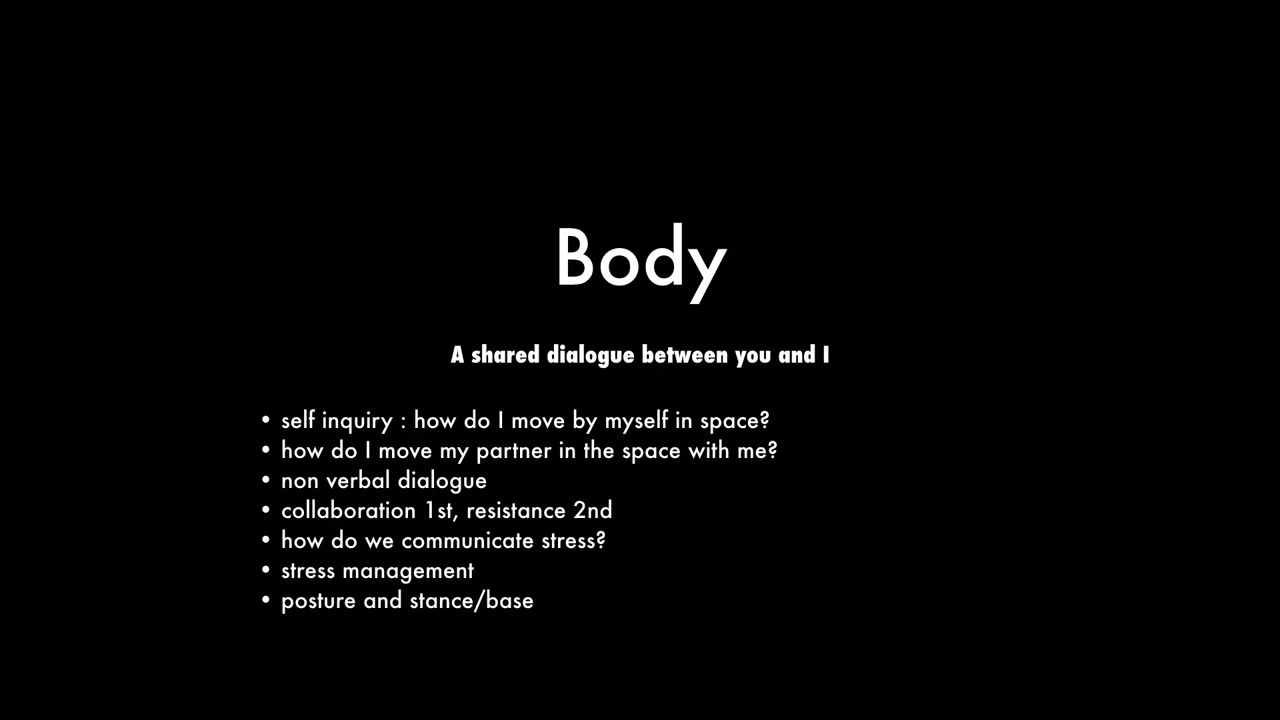 Body
A shared dialogue between you and I
• self inquiry : how do I move by myself in space?
• how do I move my partner in the space with me?
• non verbal dialogue
• collaboration 1st, resistance 2nd
• how do we communicate stress?
• stress management
• posture and stance/base